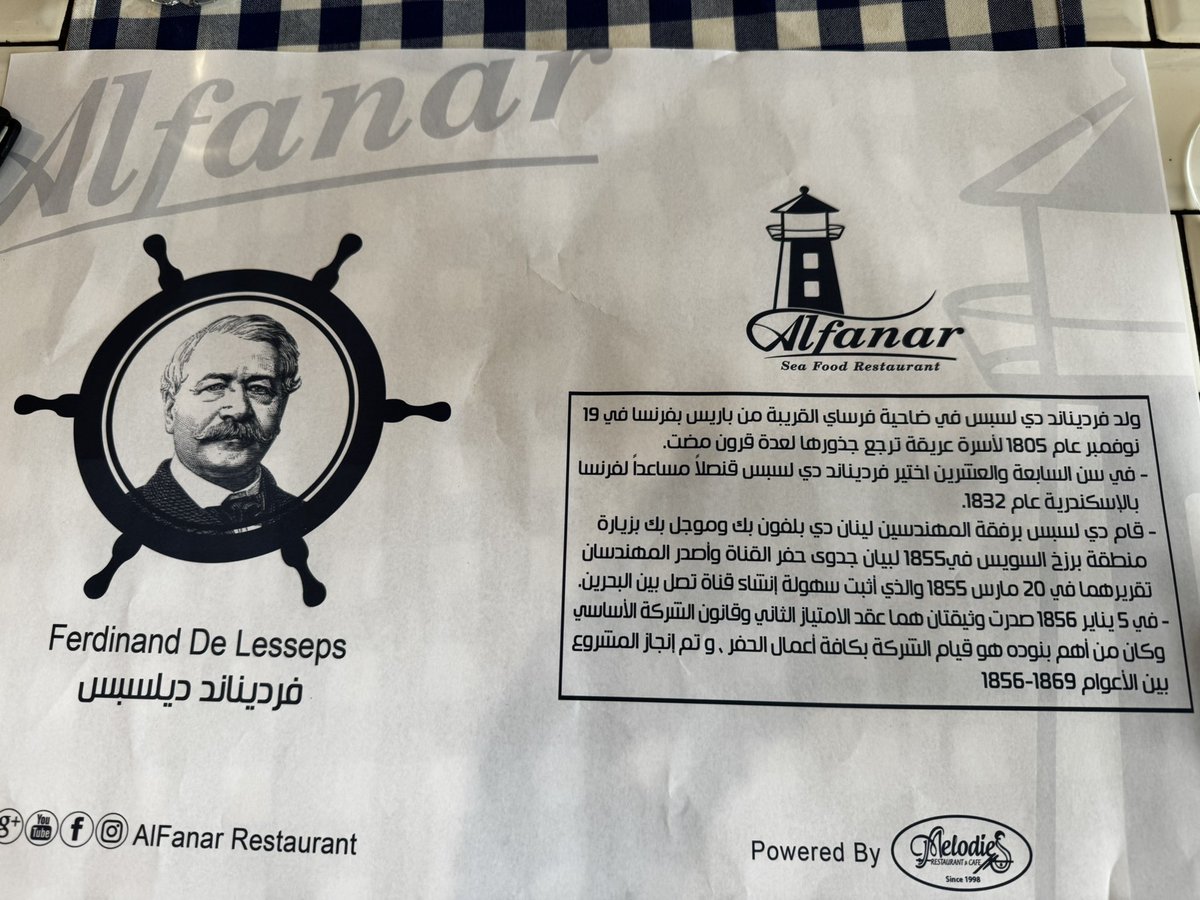 Alfanar
Alfanar
Sea Food Restaurant
ولد فرديناند دي لسبس في ضاحية فرساي القريبة من باريس بفرنسا في 19
نوفمبر عام 1805 لأسرة عريقة ترجع جذورها لعدة قرون مضت.
- في سن السابعة والعشرين اختير فرديناند دي لسبس قنصلاً مساعداً لفرنسا
بالإسكندرية عام 1832.
- قام دي لسبس برفقة المهندسين لينان دي بلفون بك وموجل بك بزيارة
منطقة برزخ السويس في1855 لبيان جدوى حفر القناة وأصدر المهندسان
تقريرهما في 20 مارس 1855 والذي أثبت سهولة إنشاء قناة تصل بين البحرين.
- في 5 يناير 1856 صدرت وثيقتان هما عقد الامتياز الثاني وقانون الشركة الأساسي
وكان من أهم بنوده هو قيام الشركة بكافة أعمال الحفر ، و تم إنجاز المشروع
بين الأعوام 1869-1856
Ferdinand De Lesseps
فرديناند ديلسبس
g+ You Tube f AlFanar Restaurant
Powered By Melodies
RESTAURANT & CAFE
Since 1998